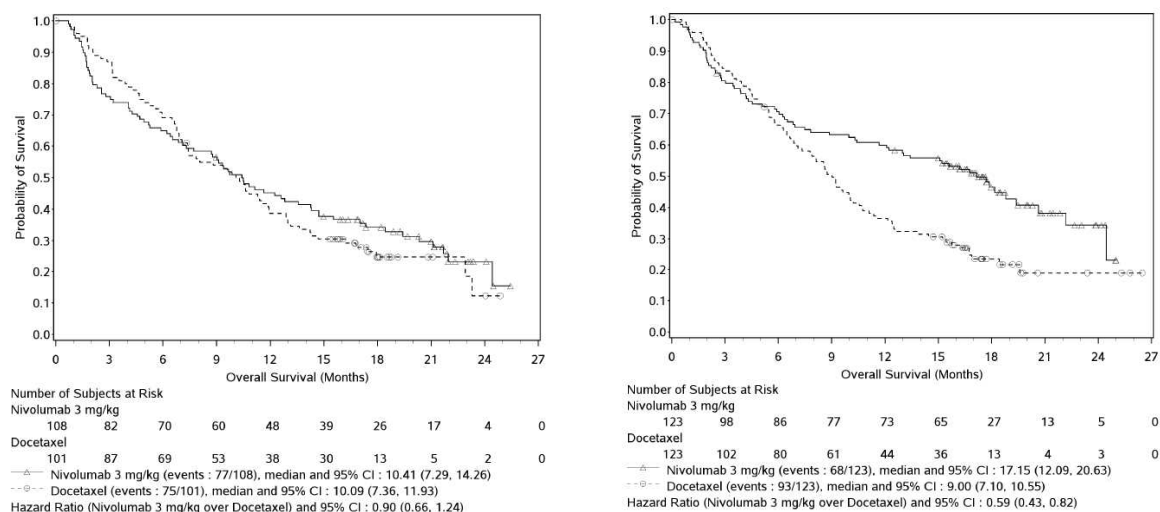 Probability of Survival
1.0
0.9
0.8
0.7
0.6
0.5
0.4
0.3
0.2
0.1
0.0
0 3 6 9 12 15 18 21 24 27
Overall Survival (Months)
Number of Subjects at Risk
Nivolumab 3 mg/kg
108 82 70 60 48 39 26 17 4 0
Docetaxel
101 87 69 53 38 30 13 5 2 0
Nivolumab 3 mg/kg (events : 77/108), median and 95% CI : 10.41 (7.29, 14.26)
Docetaxel (events : 75/101), median and 95% CI : 10.09 (7.36, 11.93)
Hazard Ratio (Nivolumab 3 mg/kg over Docetaxel) and 95% CI : 0.90 (0.66, 1.24)
Probability of Survival
1.0
0.9
0.8
0.7
0.6
0.5
0.4
0.3
0.2
0.1
0.0
0 3 6 9 12 15 18 21 24 27
Overall Survival (Months)
Number of Subjects at Risk
Nivolumab 3 mg/kg
123 98 86 77 73 65 27 13 5 0
Docetaxel
123 102 80 61 44 36 13 4 3 0
Nivolumab 3 mg/kg (events : 68/123), median and 95% CI : 17.15 (12.09, 20.63)
Docetaxel (events : 93/123), median and 95% CI : 9.00 (7.10, 10.55)
Hazard Ratio (Nivolumab 3 mg/kg over Docetaxel) and 95% CI : 0.59 (0.43, 0.82)